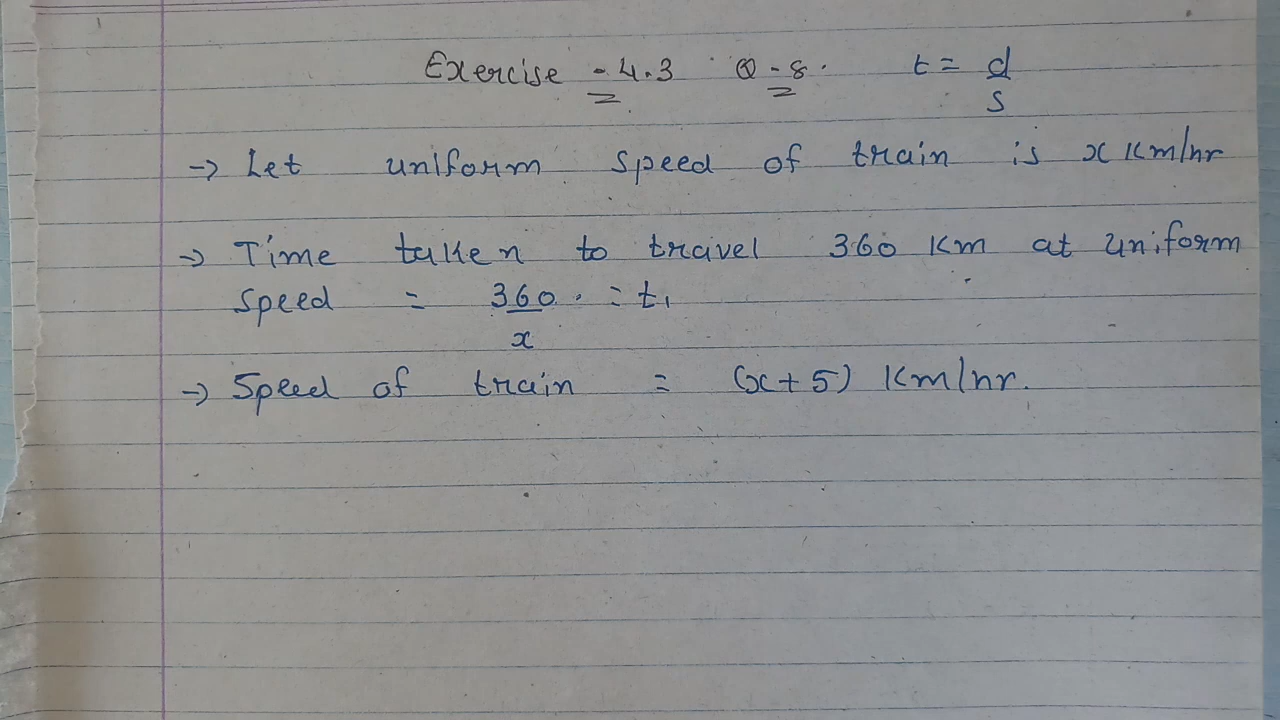 Exercise - 4.3 Q - 8. t = d/s
→ Let uniform speed of train is x Km/hr
→ Time taken to travel 360 Km at uniform
speed = 360/x = t₁
→ Speed of train = (x + 5) Km/hr.